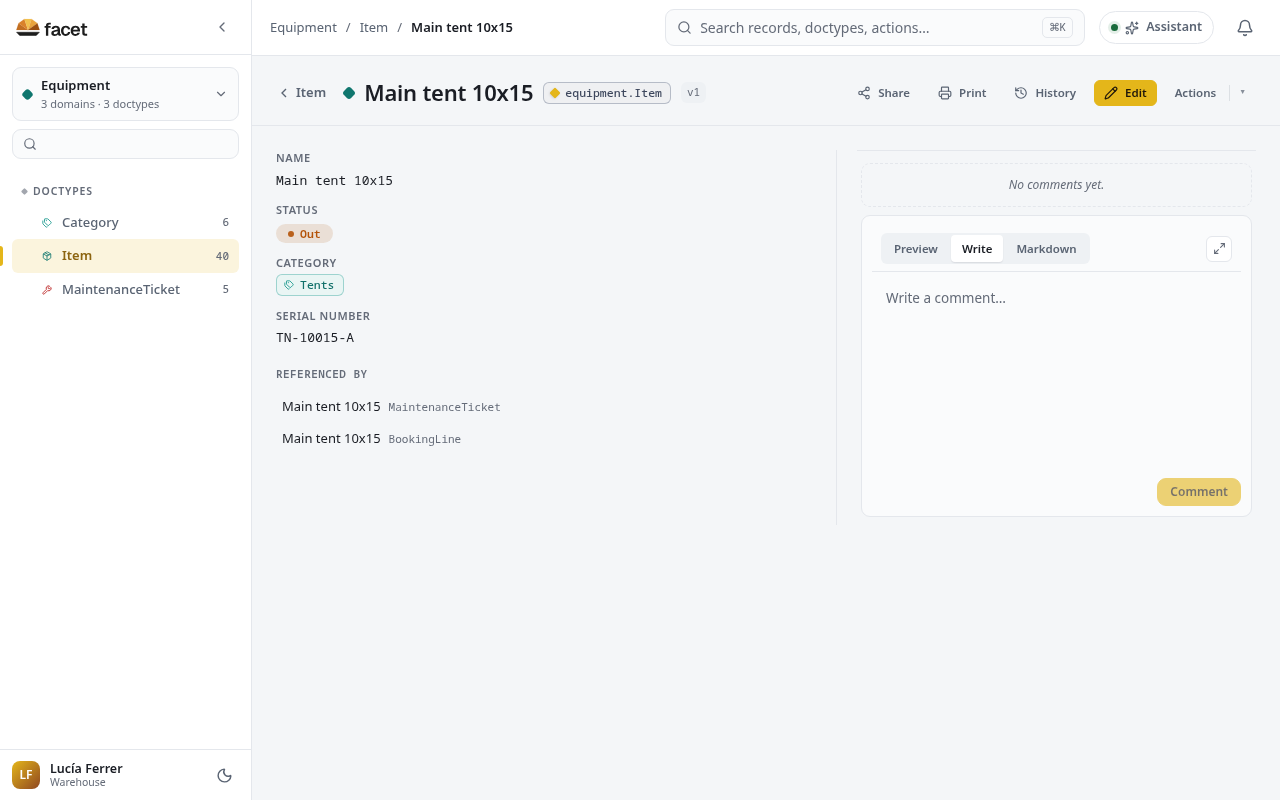 facet
Equipment
3 domains · 3 doctypes
DOCTYPES
Category 6
Item 40
MaintenanceTicket 5
LF
Lucía Ferrer
Warehouse
Equipment / Item / Main tent 10x15
Search records, doctypes, actions...
⌘K
Assistant
Item
Main tent 10x15
equipment.Item
v1
Share
Print
History
Edit
Actions
NAME
Main tent 10x15
STATUS
Out
CATEGORY
Tents
SERIAL NUMBER
TN-10015-A
REFERENCED BY
Main tent 10x15 MaintenanceTicket
Main tent 10x15 BookingLine
No comments yet.
Preview Write Markdown
Write a comment...
Comment